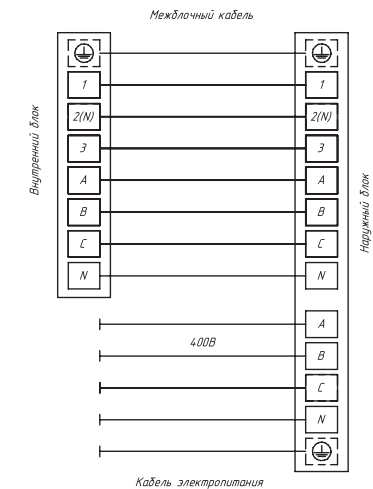 Межблочный кабель
Внутренний блок
Наружный блок
1 1
2(N) 2(N)
3 3
A A
B B
C C
N N
A
400В
B
C
N
Кабель электропитания